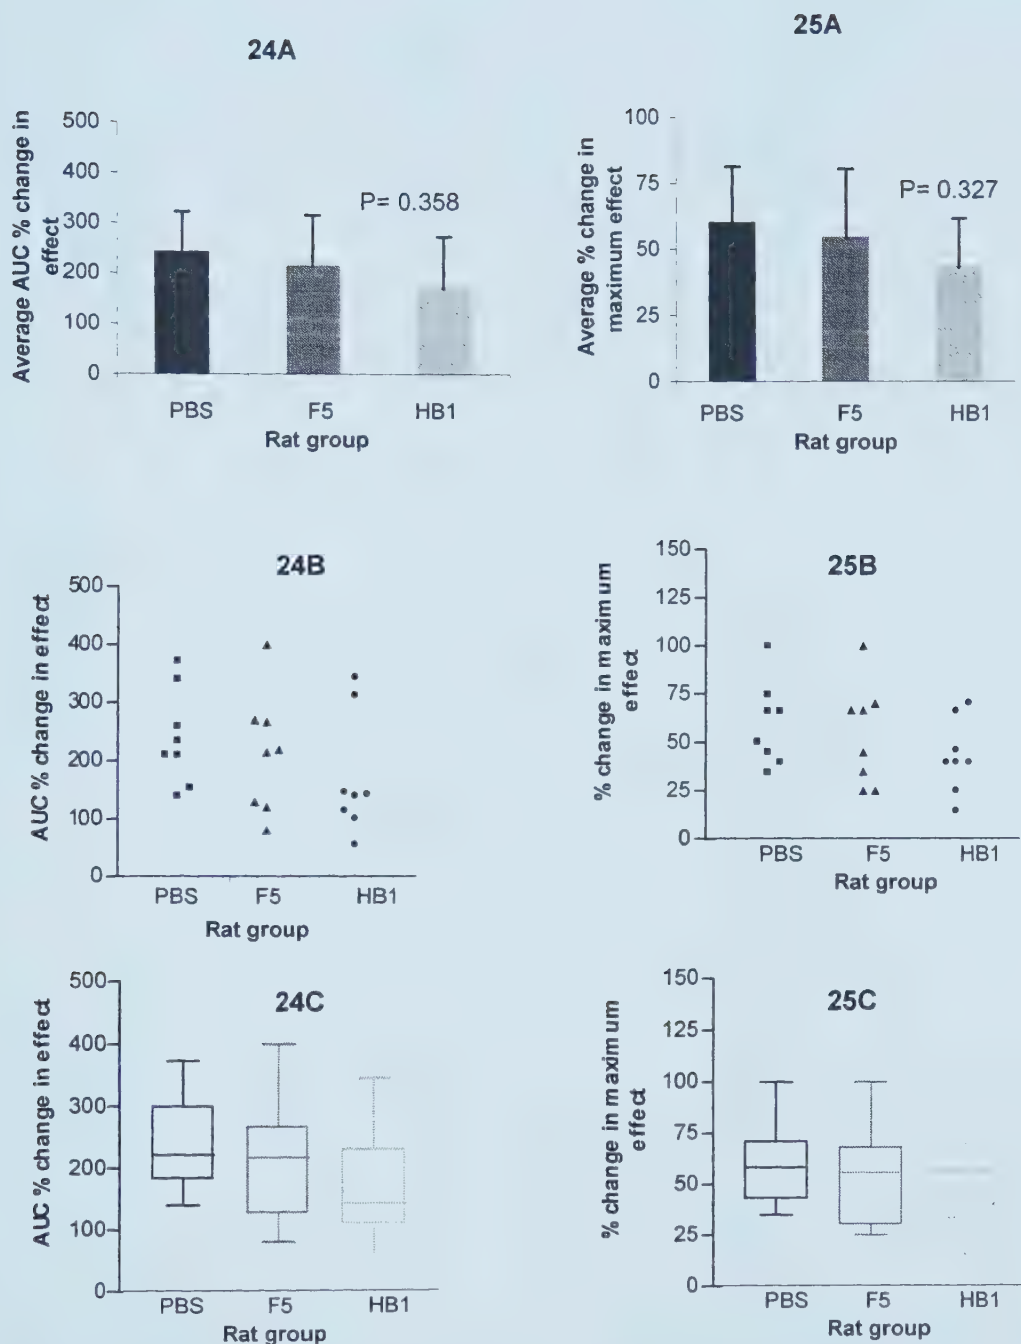 24A
Average AUC % change in
effect
500
400
300
200
100
0
P= 0.358
PBS F5 HB1
Rat group
25A
Average % change in
maximum effect
100
75
50
25
0
P= 0.327
PBS F5 HB1
Rat group
24B
AUC % change in effect
500
400
300
200
100
0
PBS F5 HB1
Rat group
25B
% change in maximum
effect
150
125
100
75
50
25
0
PBS F5 HB1
Rat group
24C
AUC % change in effect
500
400
300
200
100
0
PBS F5 HB1
Rat group
25C
% change in maximum
effect
150
125
100
75
50
25
0
PBS F5 HB1
Rat group